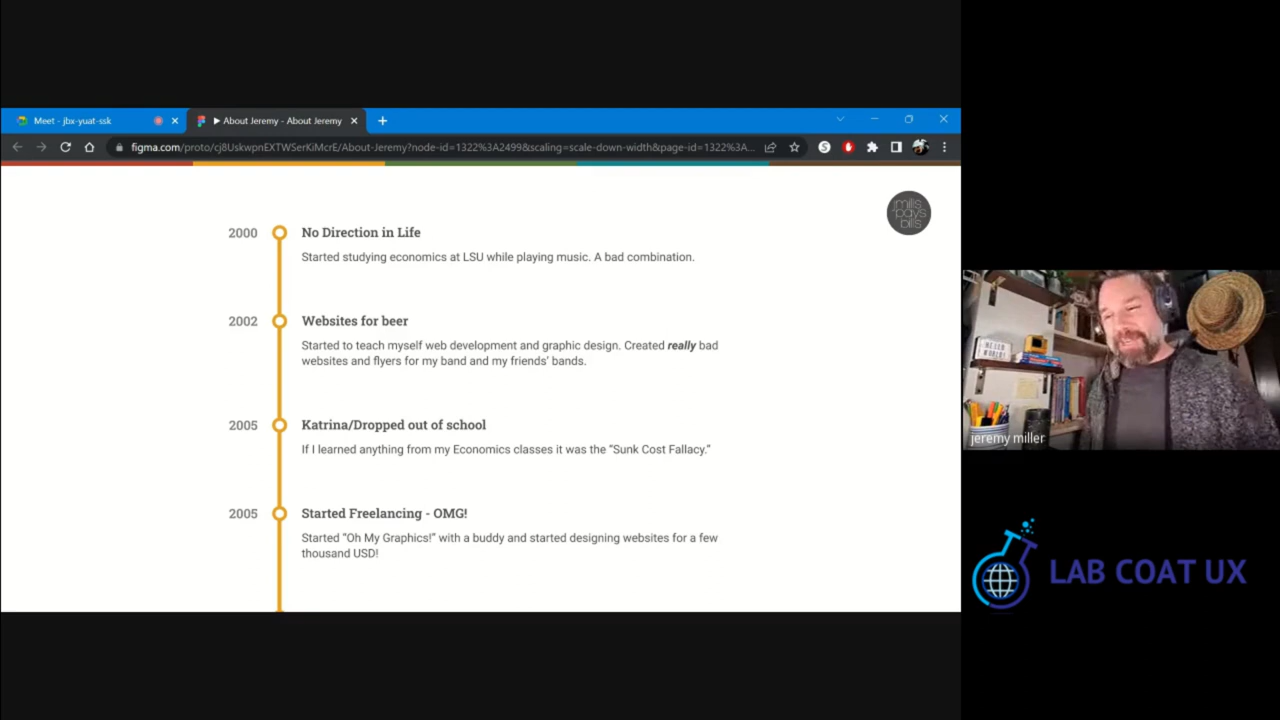 Meet - jbx-yuat-ssk
About Jeremy - About Jeremy
figma.com/proto/cj8UskwpnEXTWSerKiMcrE/About-Jeremy?node-id=1322%3A2499&scaling=scale-down-width&page-id=1322%3A...
mills
pays
bills
2000
No Direction in Life
Started studying economics at LSU while playing music. A bad combination.
2002
Websites for beer
Started to teach myself web development and graphic design. Created really bad
websites and flyers for my band and my friends' bands.
2005
Katrina/Dropped out of school
If I learned anything from my Economics classes it was the “Sunk Cost Fallacy.”
2005
Started Freelancing - OMG!
Started “Oh My Graphics!” with a buddy and started designing websites for a few
thousand USD!
HELLO
WORLD!
jeremy miller
LAB COAT UX